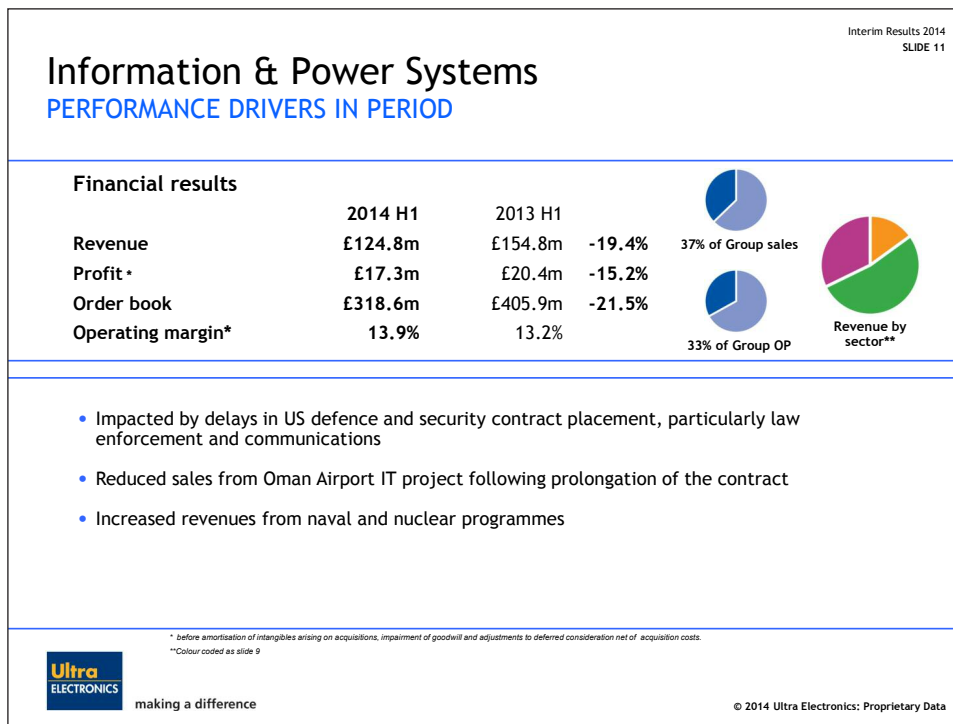 Interim Results 2014
SLIDE 11
Information & Power Systems
PERFORMANCE DRIVERS IN PERIOD
Financial results
2014 H1 2013 H1
Revenue £124.8m £154.8m -19.4%
Profit * £17.3m £20.4m -15.2%
Order book £318.6m £405.9m -21.5%
Operating margin* 13.9% 13.2%
37% of Group sales
33% of Group OP
Revenue by
sector**
• Impacted by delays in US defence and security contract placement, particularly law
enforcement and communications
• Reduced sales from Oman Airport IT project following prolongation of the contract
• Increased revenues from naval and nuclear programmes
* before amortisation of intangibles arising on acquisitions, impairment of goodwill and adjustments to deferred consideration net of acquisition costs.
**Colour coded as slide 9
Ultra
ELECTRONICS
making a difference
© 2014 Ultra Electronics: Proprietary Data